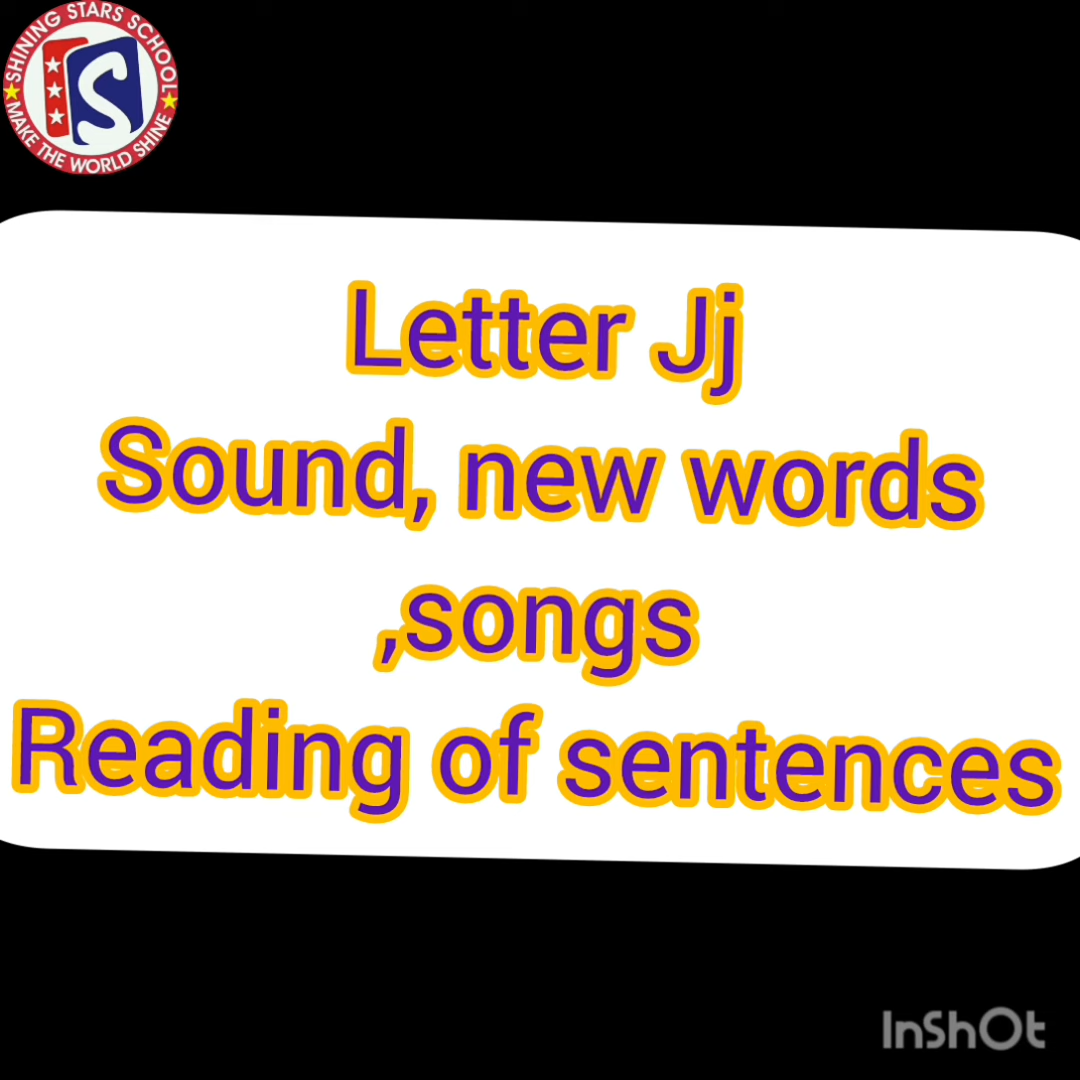 SHINING STARS SCHOOL
MAKE THE WORLD SHINE
S
Letter Jj
Sound, new words
,songs
Reading of sentences
InShOt